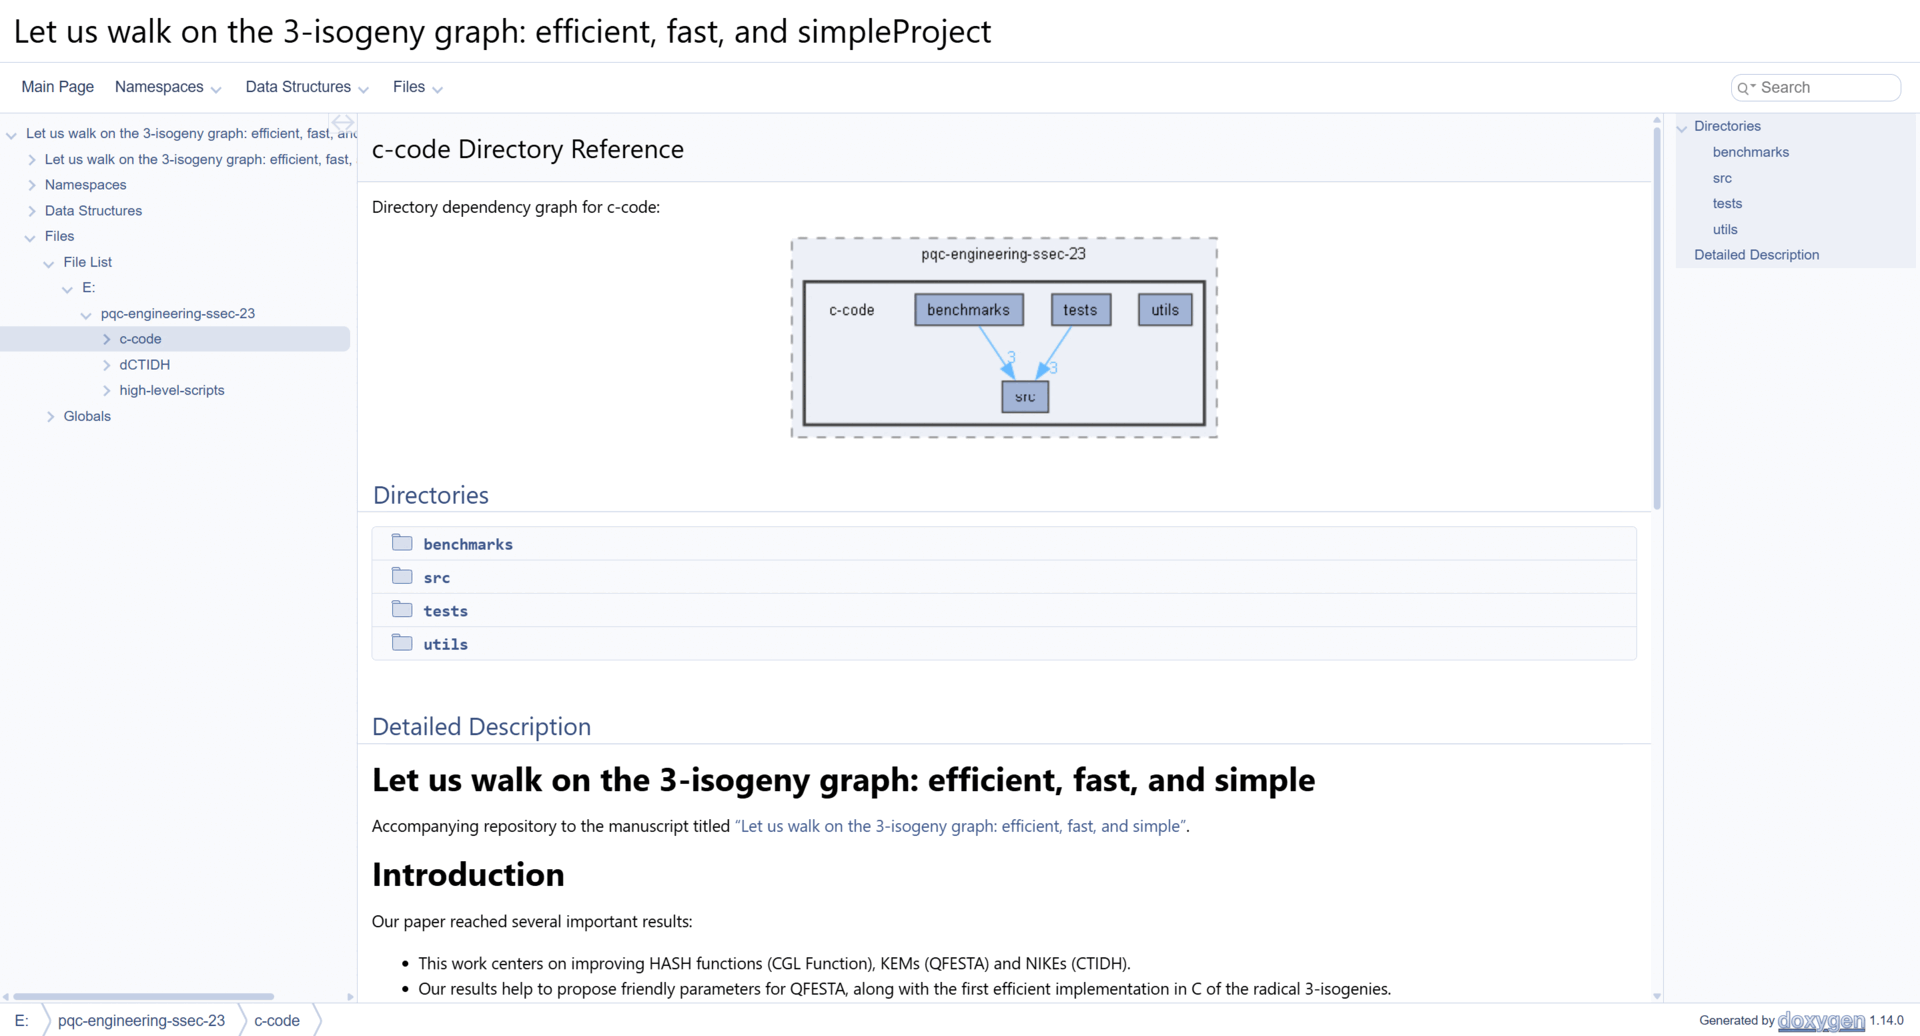 Let us walk on the 3-isogeny graph: efficient, fast, and simpleProject
Main Page
Namespaces
Data Structures
Files
Search
Let us walk on the 3-isogeny graph: efficient, fast, and
Let us walk on the 3-isogeny graph: efficient, fast,
Namespaces
Data Structures
Files
File List
E:
pqc-engineering-ssec-23
c-code
dCTIDH
high-level-scripts
Globals
c-code Directory Reference
Directory dependency graph for c-code:
pqc-engineering-ssec-23
c-code
benchmarks
tests
utils
3
3
src
Directories
benchmarks
src
tests
utils
Detailed Description
Let us walk on the 3-isogeny graph: efficient, fast, and simple
Accompanying repository to the manuscript titled “Let us walk on the 3-isogeny graph: efficient, fast, and simple”.
Introduction
Our paper reached several important results:
• This work centers on improving HASH functions (CGL Function), KEMs (QFESTA) and NIKEs (CTIDH).
• Our results help to propose friendly parameters for QFESTA, along with the first efficient implementation in C of the radical 3-isogenies.
Directories
benchmarks
src
tests
utils
Detailed Description
E:
pqc-engineering-ssec-23
c-code
Generated by doxygen 1.14.0